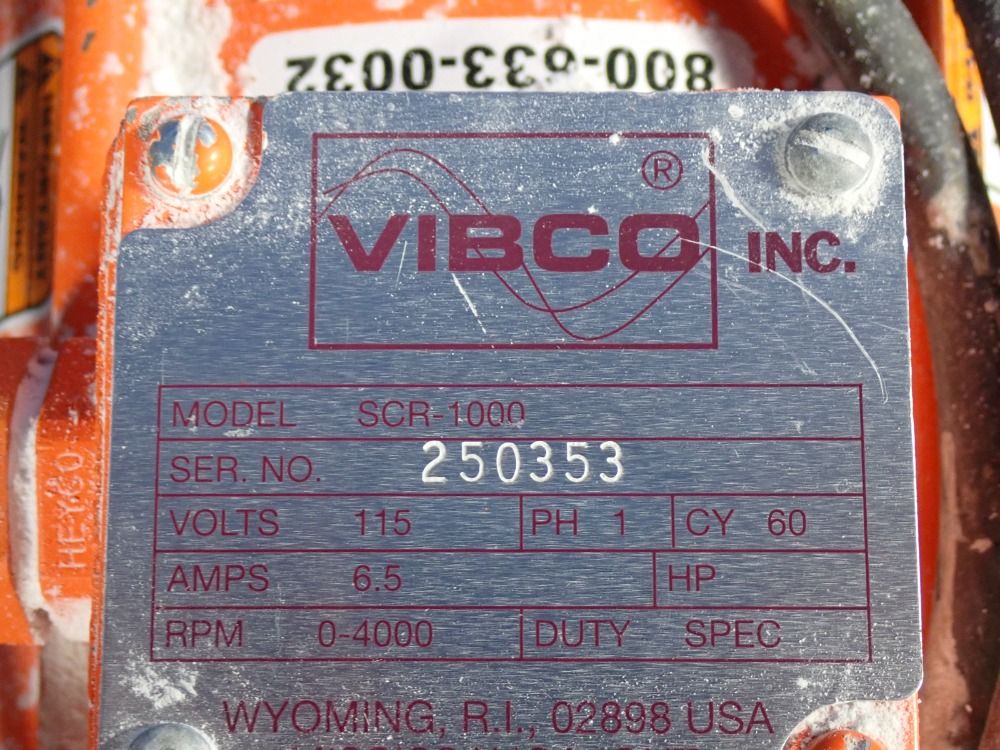 800-633-0032
VIBCO ® INC.
MODEL SCR-1000
SER. NO. 250353
VOLTS 115 PH 1 CY 60
AMPS 6.5 HP
RPM 0-4000 DUTY SPEC
WYOMING, R.I., 02898 USA
HEYCO